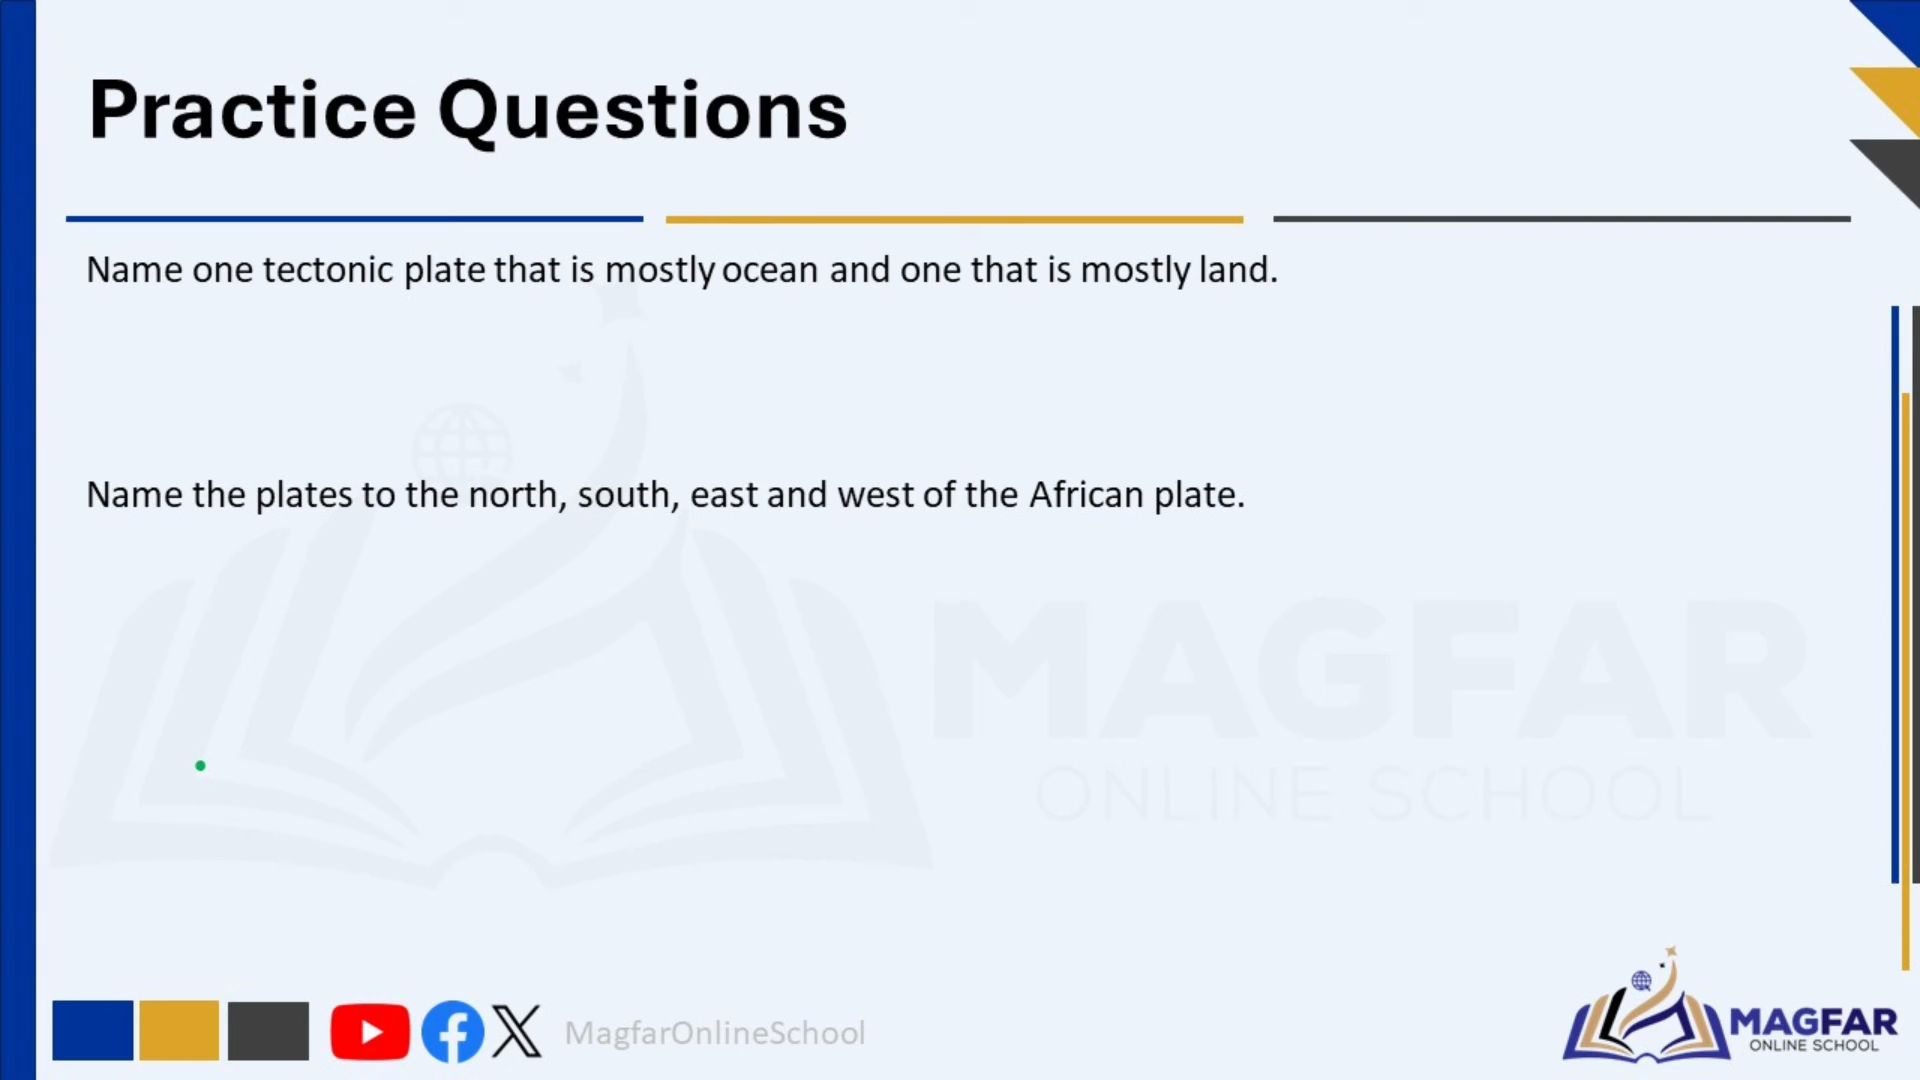 Practice Questions
Name one tectonic plate that is mostly ocean and one that is mostly land.
Name the plates to the north, south, east and west of the African plate.
MAGFAR
ONLINE SCHOOL
MagfarOnlineSchool
MAGFAR
ONLINE SCHOOL